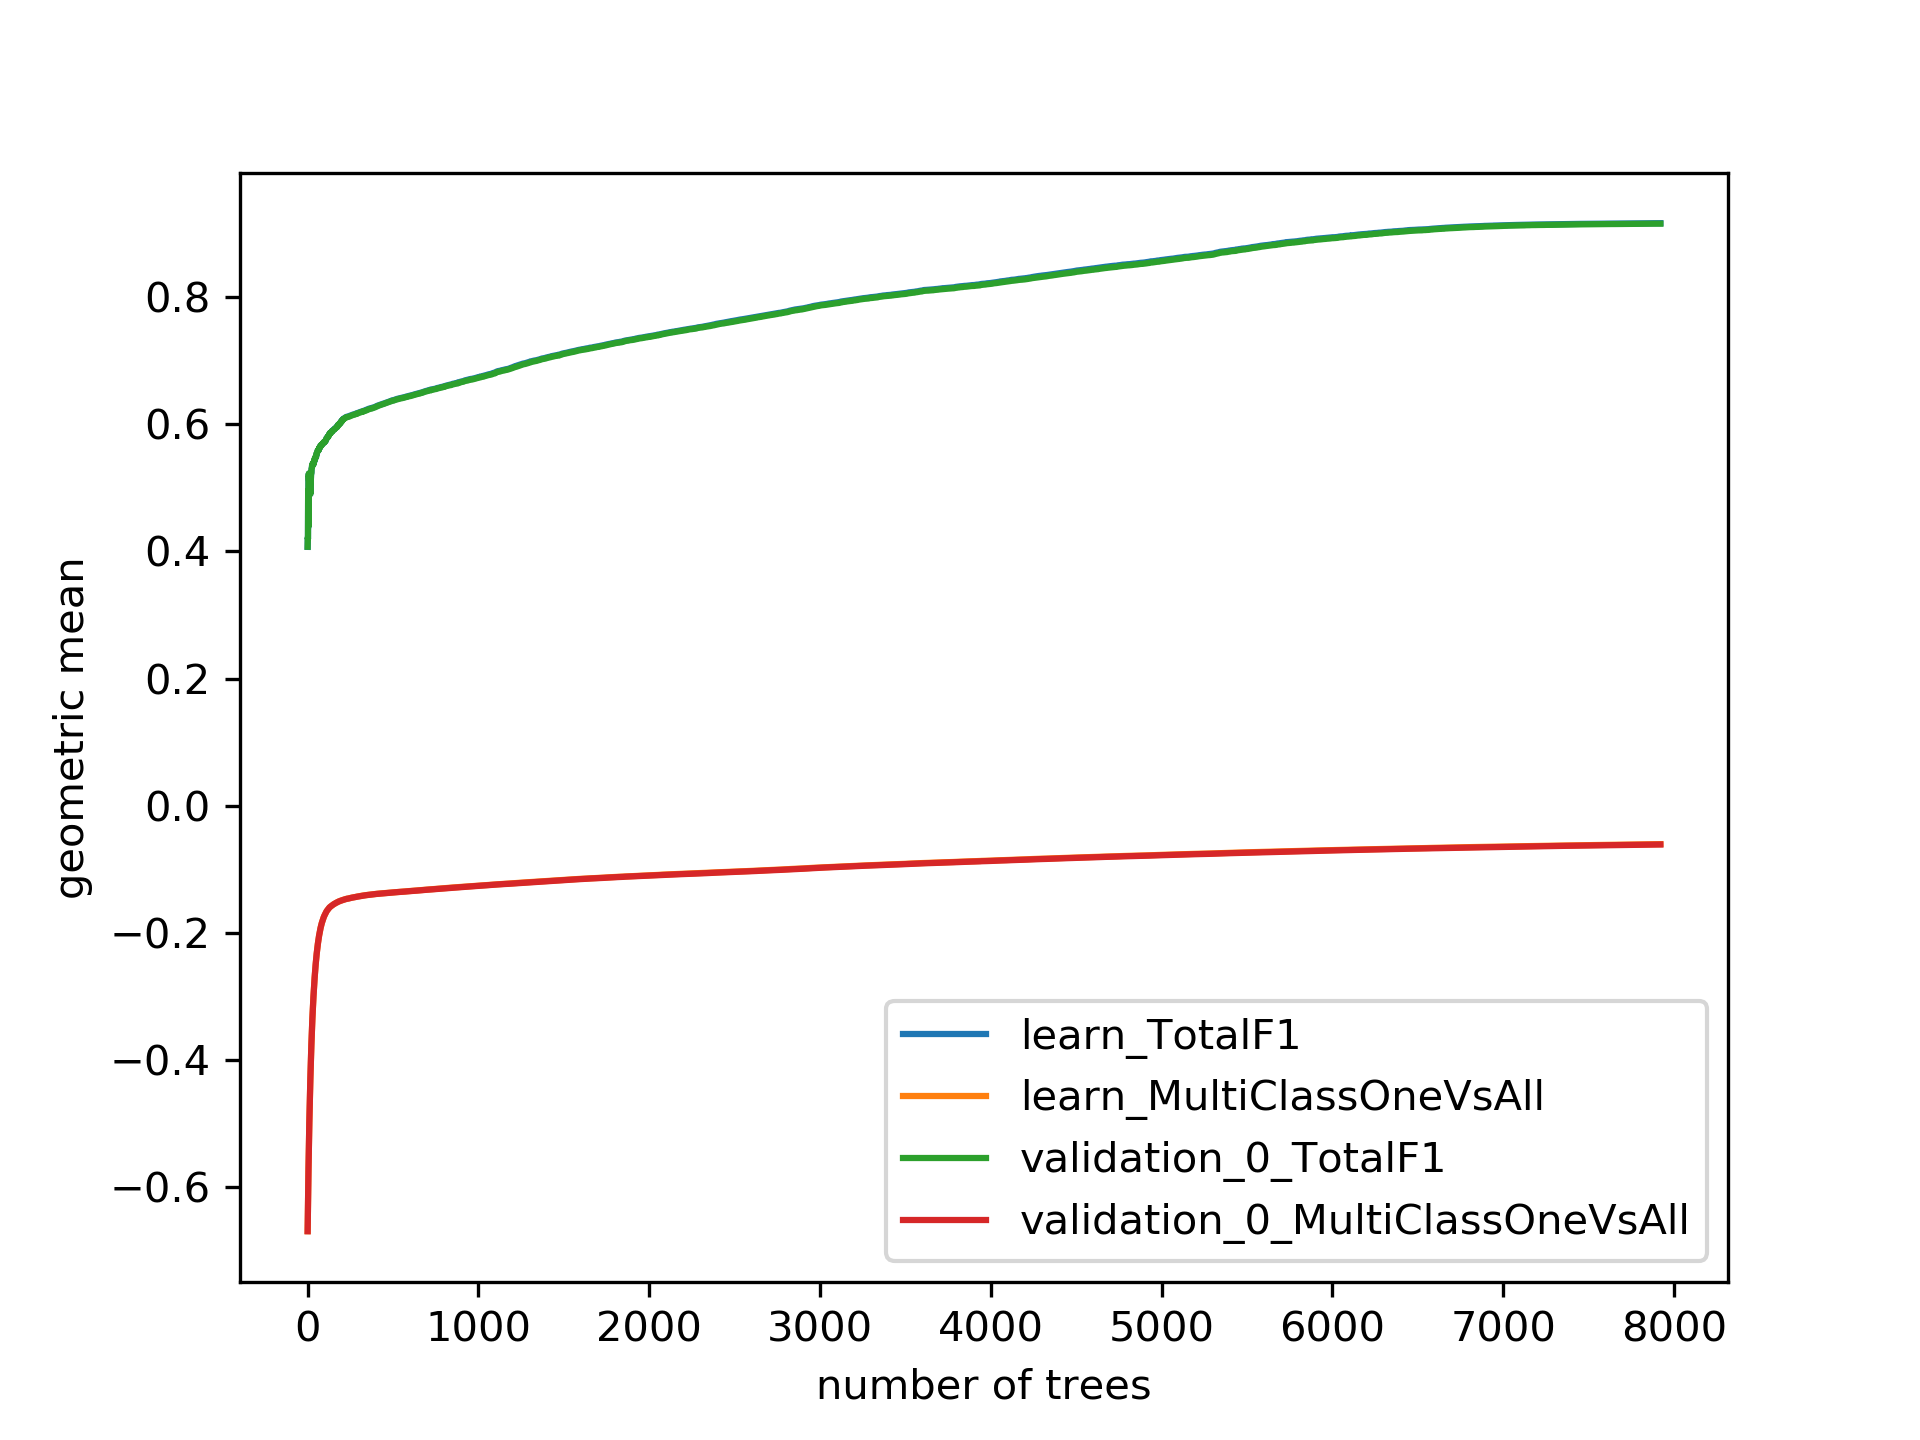 0.8
0.6
0.4
0.2
0.0
−0.2
−0.4
−0.6
geometric mean
learn_TotalF1
learn_MultiClassOneVsAll
validation_0_TotalF1
validation_0_MultiClassOneVsAll
0 1000 2000 3000 4000 5000 6000 7000 8000
number of trees